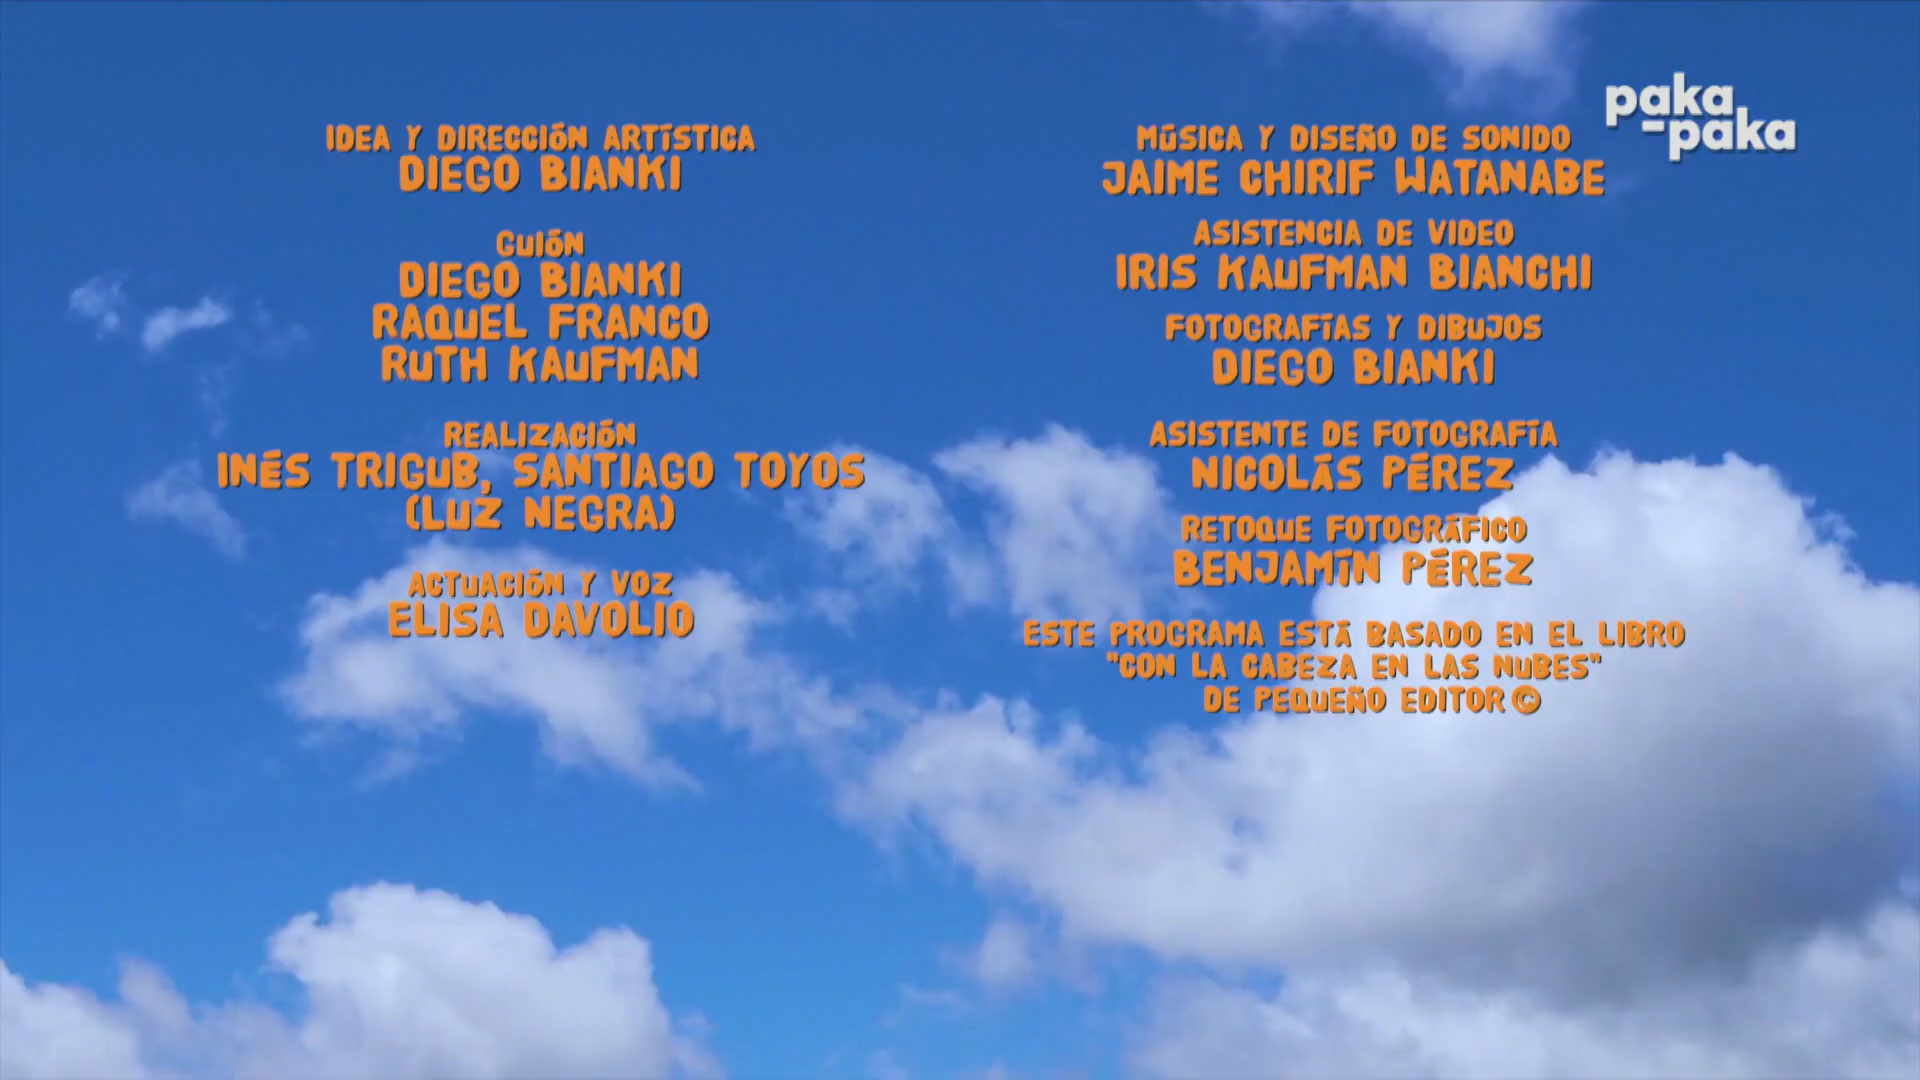 IDEA Y DIRECCIÓN ARTÍSTICA
DIEGO BIANKI
GUIÓN
DIEGO BIANKI
RAQUEL FRANCO
RUTH KAUFMAN
REALIZACIÓN
INÉS TRIGUB, SANTIAGO TOYOS
(LUZ NEGRA)
ACTUACIÓN Y VOZ
ELISA DAVOLIO
MÚSICA Y DISEÑO DE SONIDO
JAIME CHIRIF WATANABE
ASISTENCIA DE VIDEO
IRIS KAUFMAN BIANCHI
FOTOGRAFÍAS Y DIBUJOS
DIEGO BIANKI
ASISTENTE DE FOTOGRAFÍA
NICOLÁS PÉREZ
RETOQUE FOTOGRÁFICO
BENJAMÍN PÉREZ
ESTE PROGRAMA ESTÁ BASADO EN EL LIBRO
"CON LA CABEZA EN LAS NUBES"
DE PEQUEÑO EDITOR©
paka
-paka